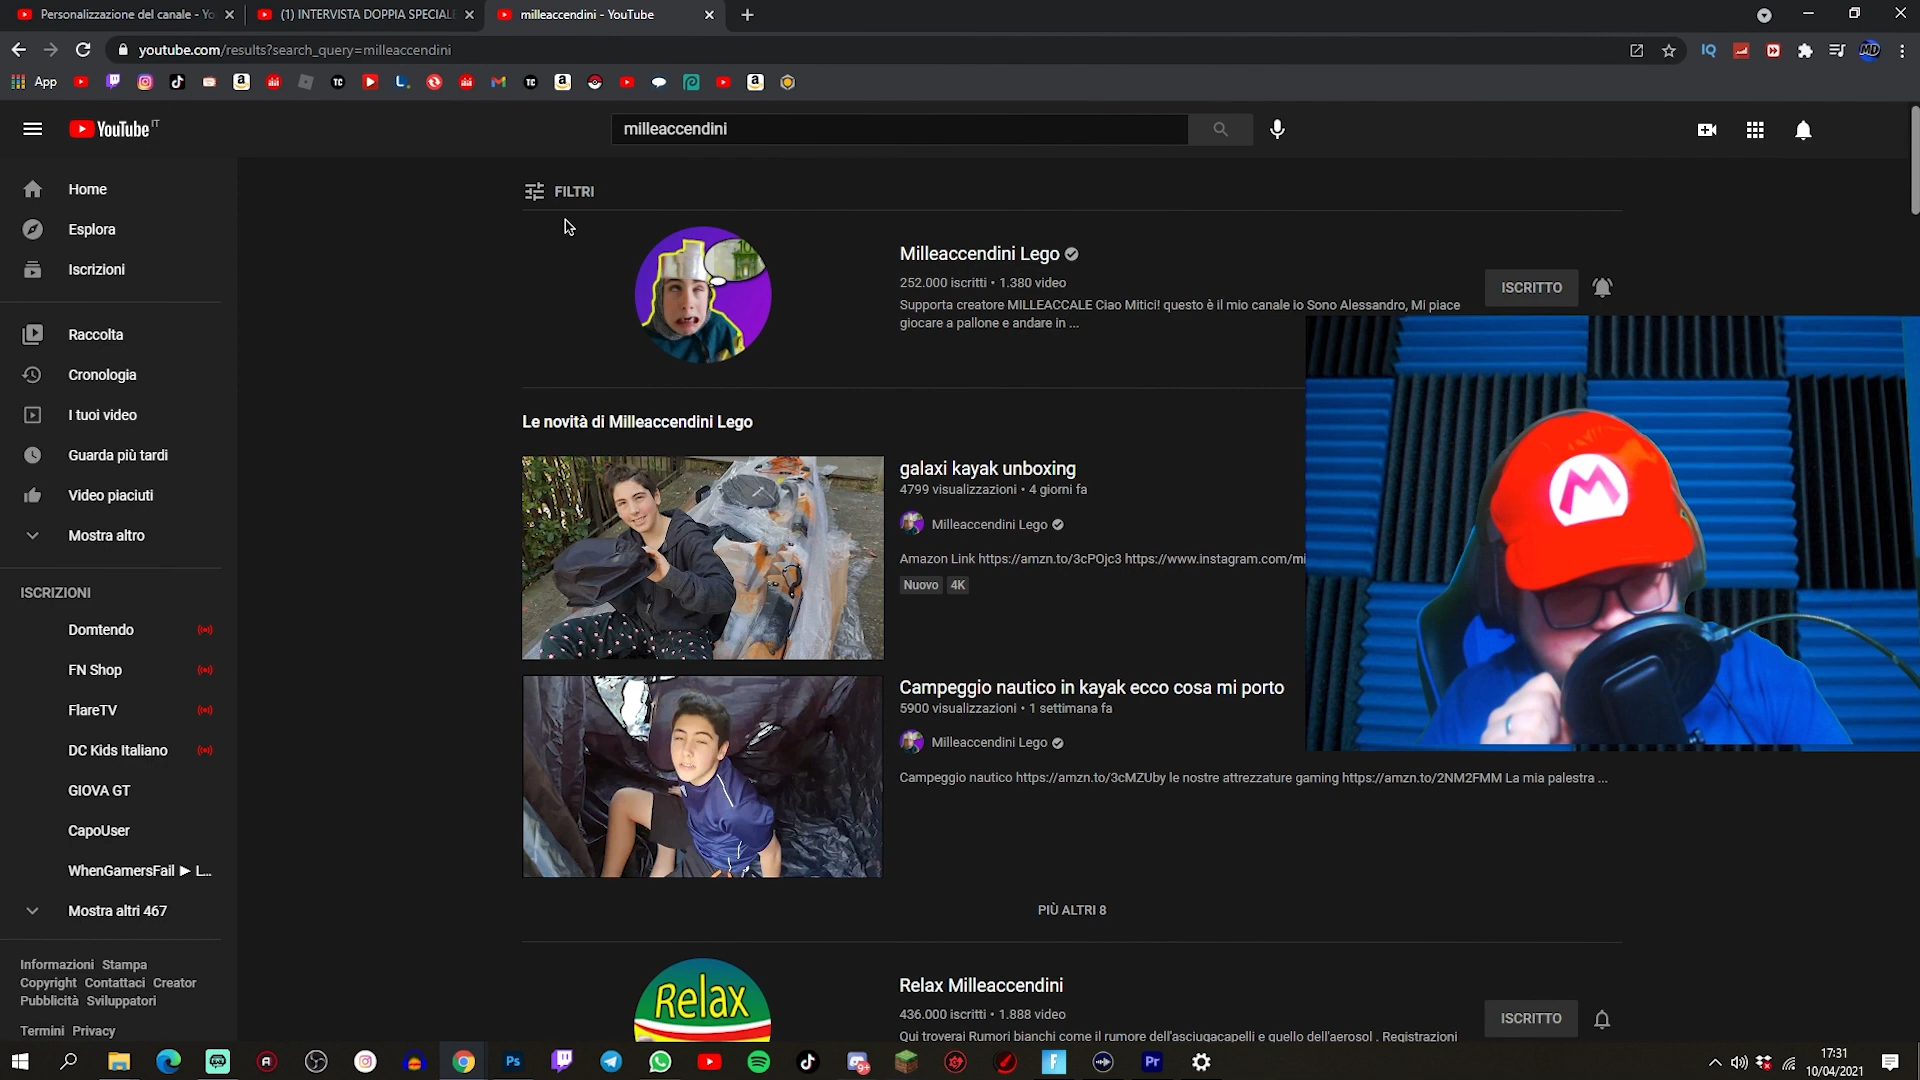 Personalizzazione del canale - Yo
(1) INTERVISTA DOPPIA SPECIALE
milleaccendini - YouTube
youtube.com/results?search_query=milleaccendini
App
YouTube IT
milleaccendini
Home
Esplora
Iscrizioni
Raccolta
Cronologia
I tuoi video
Guarda più tardi
Video piaciuti
Mostra altro
ISCRIZIONI
Domtendo
FN Shop
FlareTV
DC Kids Italiano
GIOVA GT
CapoUser
WhenGamersFail ► L...
Mostra altri 467
Informazioni Stampa
Copyright Contattaci Creator
Pubblicità Sviluppatori
Termini Privacy
FILTRI
Milleaccendini Lego
252.000 iscritti • 1.380 video
Supporta creatore MILLEACCALE Ciao Mitici! questo è il mio canale io Sono Alessandro, Mi piace
giocare a pallone e andare in ...
ISCRITTO
Le novità di Milleaccendini Lego
galaxi kayak unboxing
4799 visualizzazioni • 4 giorni fa
Milleaccendini Lego
Amazon Link https://amzn.to/3cPOjc3 https://www.instagram.com/mi
Nuovo 4K
M
Campeggio nautico in kayak ecco cosa mi porto
5900 visualizzazioni • 1 settimana fa
Milleaccendini Lego
Campeggio nautico https://amzn.to/3cMZUby le nostre attrezzature gaming https://amzn.to/2NM2FMM La mia palestra ...
PIÙ ALTRI 8
Relax
Relax Milleaccendini
436.000 iscritti • 1.888 video
Qui troverai Rumori bianchi come il rumore dell'asciugacapelli e quello dell'aerosol . Registrazioni
ISCRITTO
17:31
10/04/2021